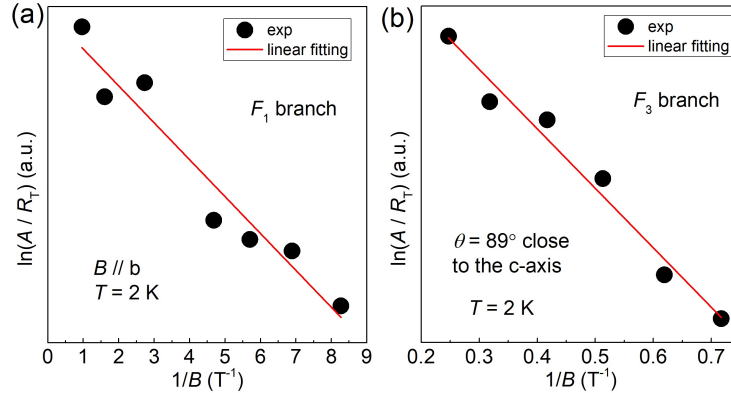 (a)
exp
linear fitting
F₁ branch
B // b
T = 2 K
ln(A / R_T) (a.u.)
0 1 2 3 4 5 6 7 8 9
1/B (T⁻¹)
(b)
exp
linear fitting
F₃ branch
θ = 89° close
to the c-axis
T = 2 K
ln(A / R_T) (a.u.)
0.2 0.3 0.4 0.5 0.6 0.7
1/B (T⁻¹)